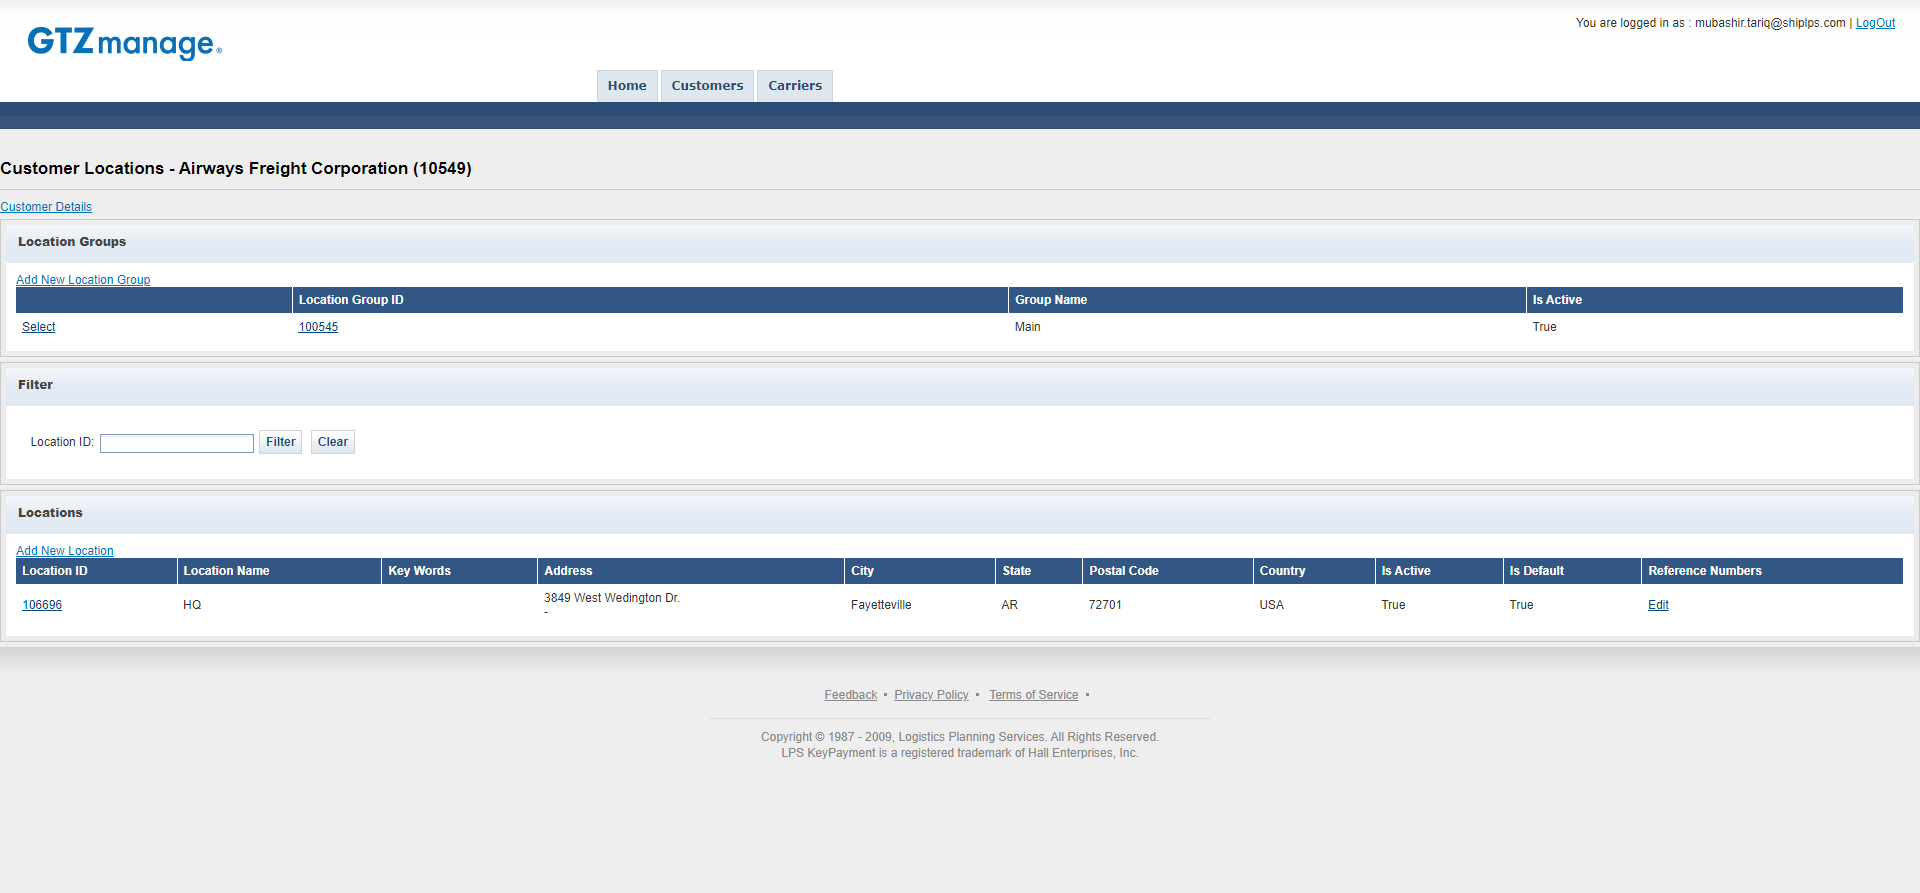 GTZmanage®
You are logged in as : mubashir.tariq@shiplps.com | LogOut
Home Customers Carriers
Customer Locations - Airways Freight Corporation (10549)
Customer Details
Location Groups
Add New Location Group
Location Group ID Group Name Is Active
Select 100545 Main True
Filter
Location ID: Filter Clear
Locations
Add New Location
Location ID Location Name Key Words Address City State Postal Code Country Is Active Is Default Reference Numbers
106696 HQ 3849 West Wedington Dr. Fayetteville AR 72701 USA True True Edit
-
Feedback ▪ Privacy Policy ▪ Terms of Service ▪
Copyright © 1987 - 2009, Logistics Planning Services. All Rights Reserved.
LPS KeyPayment is a registered trademark of Hall Enterprises, Inc.